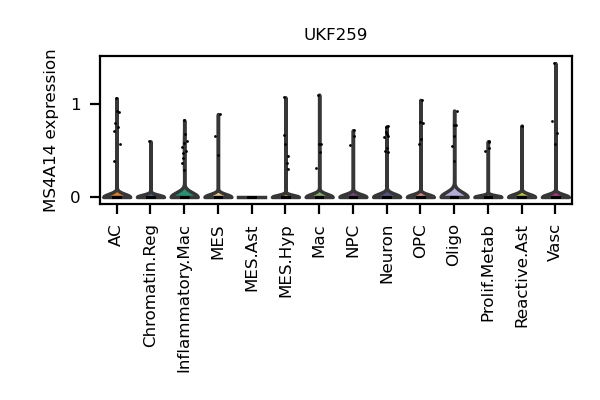 UKF259
MS4A14 expression
1
0
AC
Chromatin.Reg
Inflammatory.Mac
MES
MES.Ast
MES.Hyp
Mac
NPC
Neuron
OPC
Oligo
Prolif.Metab
Reactive.Ast
Vasc